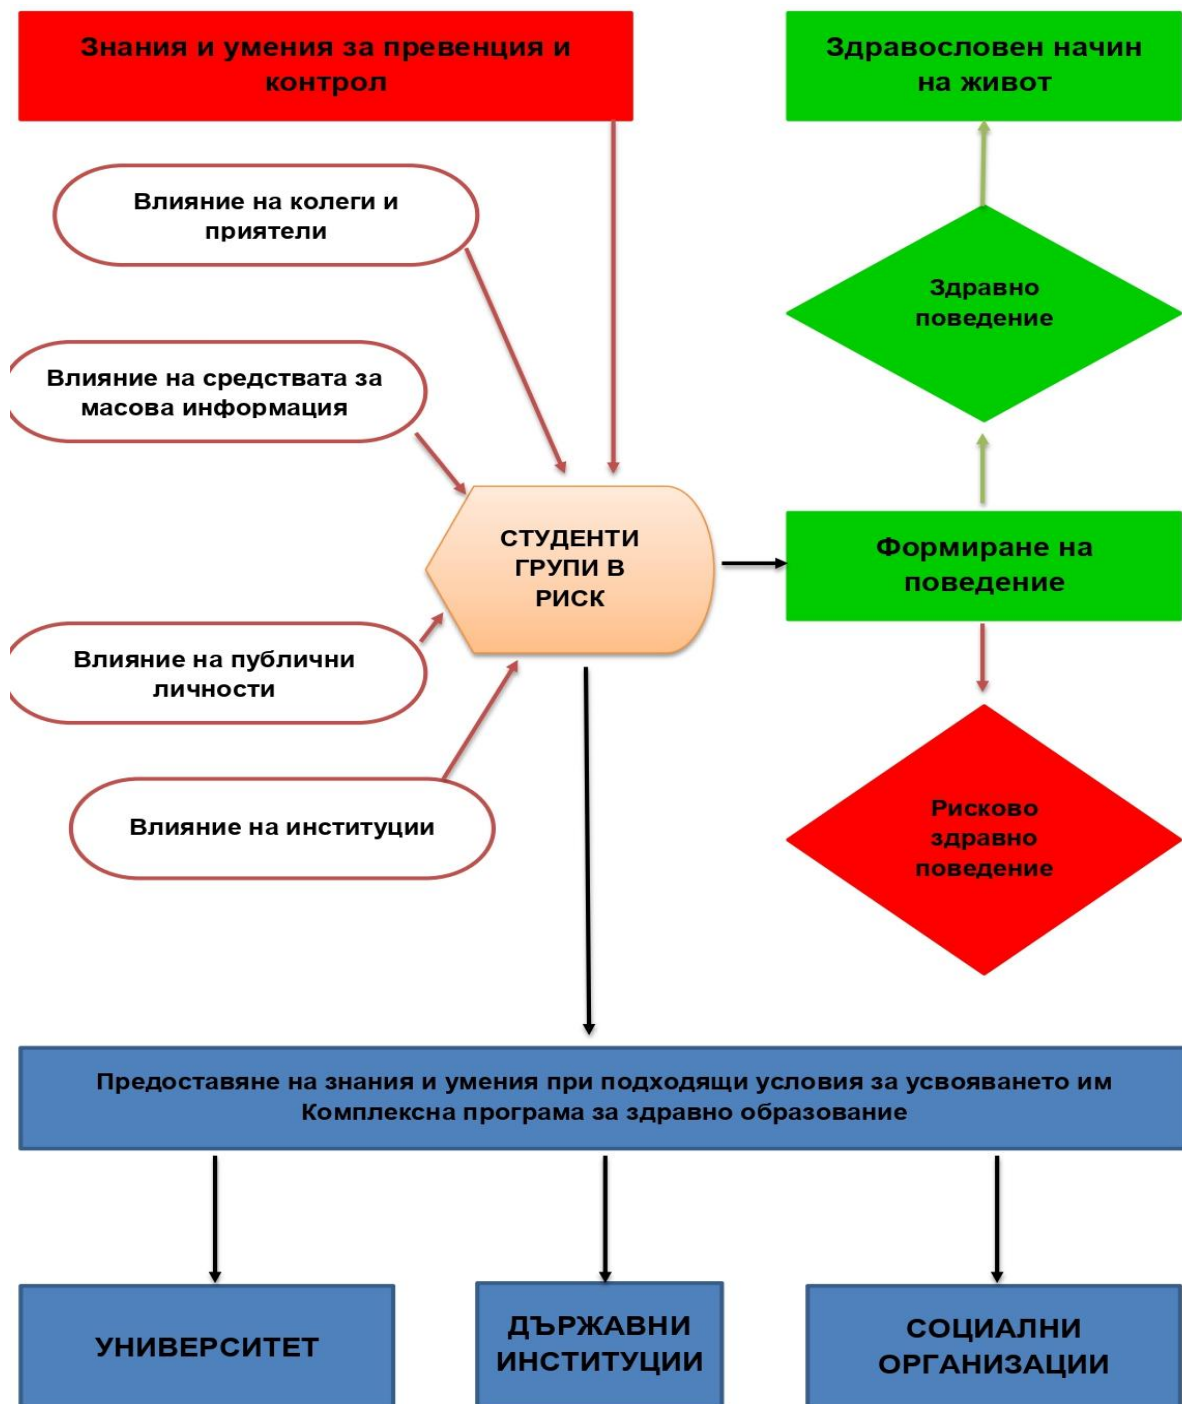 Знания и умения за превенция и
контрол
Здравословен начин
на живот
Влияние на колеги и
приятели
Здравно
поведение
Влияние на средствата за
масова информация
СТУДЕНТИ
ГРУПИ В
РИСК
Формиране на
поведение
Влияние на публични
личности
Влияние на институции
Рисково
здравно
поведение
Предоставяне на знания и умения при подходящи условия за усвояването им
Комплексна програма за здравно образование
УНИВЕРСИТЕТ
ДЪРЖАВНИ
ИНСТИТУЦИИ
СОЦИАЛНИ
ОРГАНИЗАЦИИ